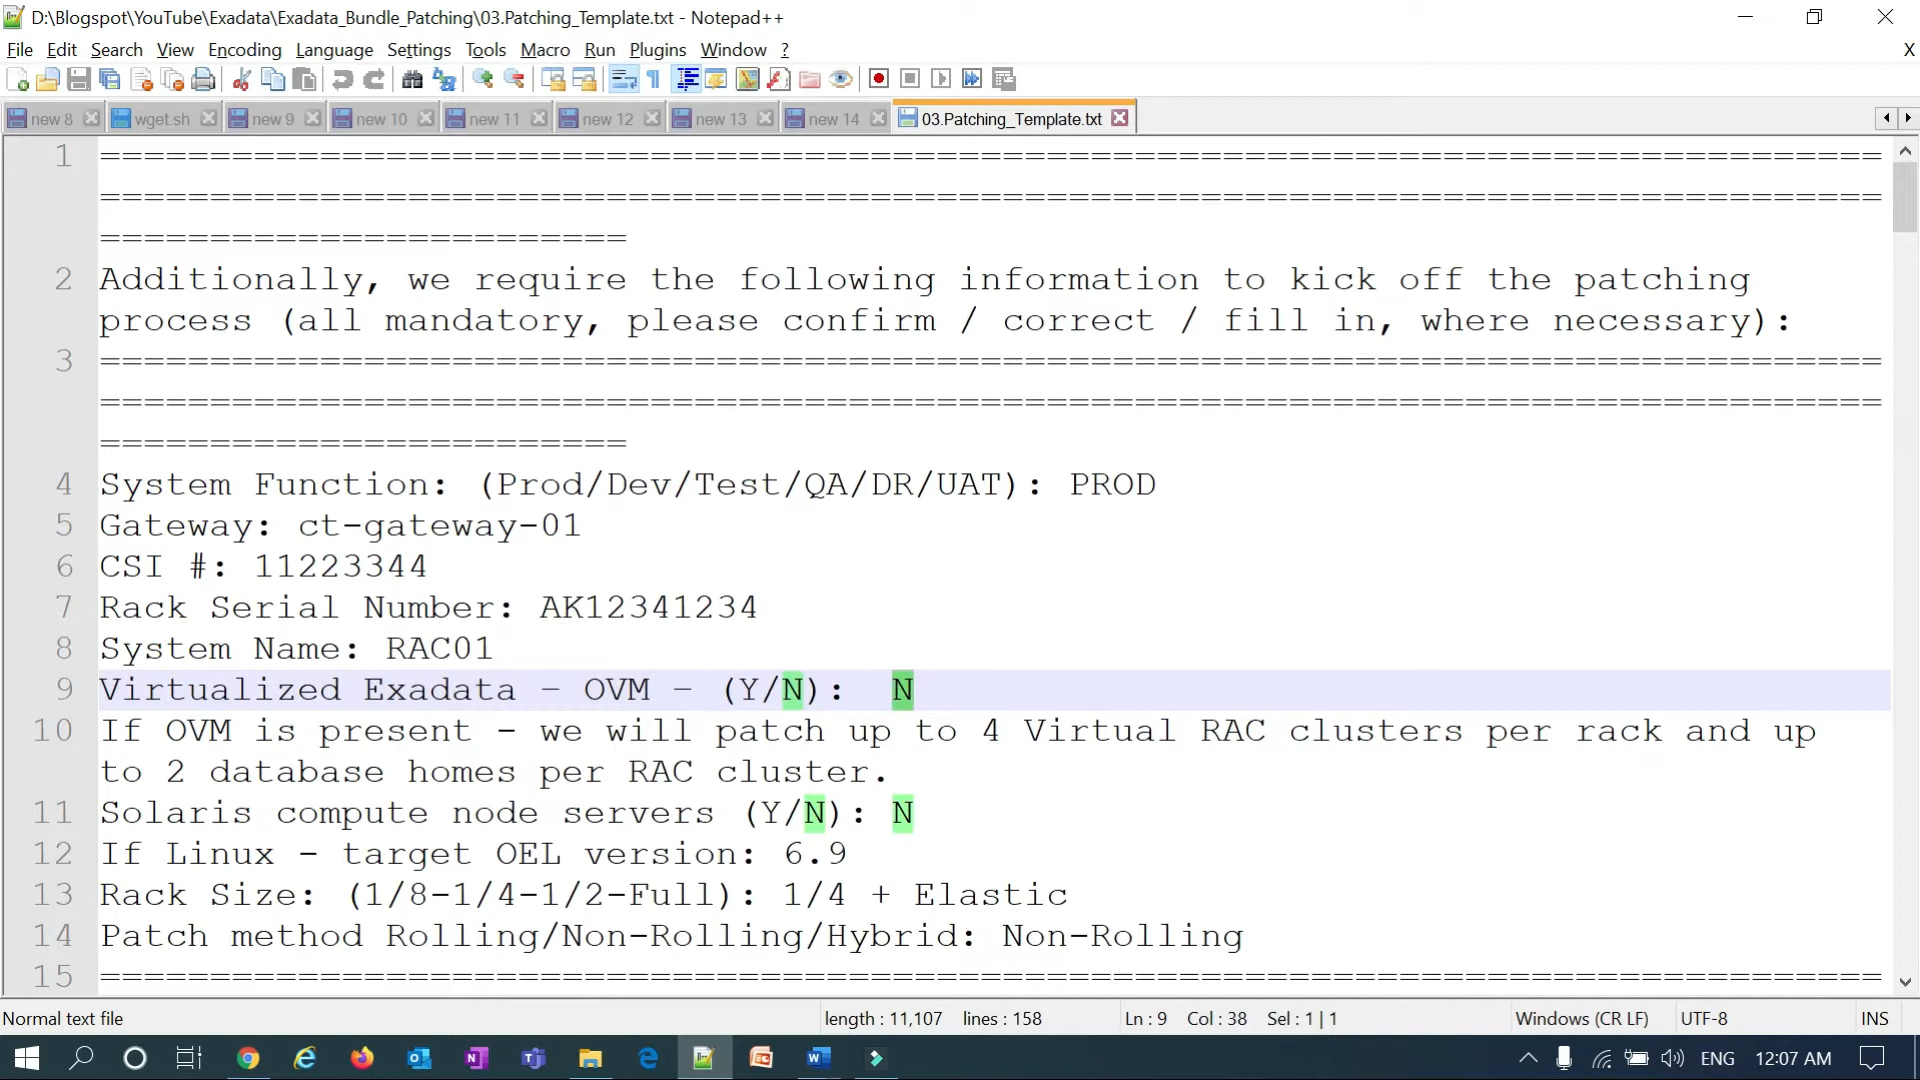 D:\Blogspot\YouTube\Exadata\Exadata_Bundle_Patching\03.Patching_Template.txt - Notepad++
File Edit Search View Encoding Language Settings Tools Macro Run Plugins Window ? X
new 8 wget.sh new 9 new 10 new 11 new 12 new 13 new 14 03.Patching_Template.txt
1 =================================================================================
=================================================================================
========================
2 Additionally, we require the following information to kick off the patching
process (all mandatory, please confirm / correct / fill in, where necessary):
3 =================================================================================
=================================================================================
========================
4 System Function: (Prod/Dev/Test/QA/DR/UAT): PROD
5 Gateway: ct-gateway-01
6 CSI #: 11223344
7 Rack Serial Number: AK12341234
8 System Name: RAC01
9 Virtualized Exadata – OVM – (Y/N):  N
10 If OVM is present - we will patch up to 4 Virtual RAC clusters per rack and up
to 2 database homes per RAC cluster.
11 Solaris compute node servers (Y/N): N
12 If Linux - target OEL version: 6.9
13 Rack Size: (1/8-1/4-1/2-Full): 1/4 + Elastic
14 Patch method Rolling/Non-Rolling/Hybrid: Non-Rolling
15 =================================================================================
Normal text file length : 11,107 lines : 158 Ln : 9 Col : 38 Sel : 1 | 1 Windows (CR LF) UTF-8 INS
ENG 12:07 AM